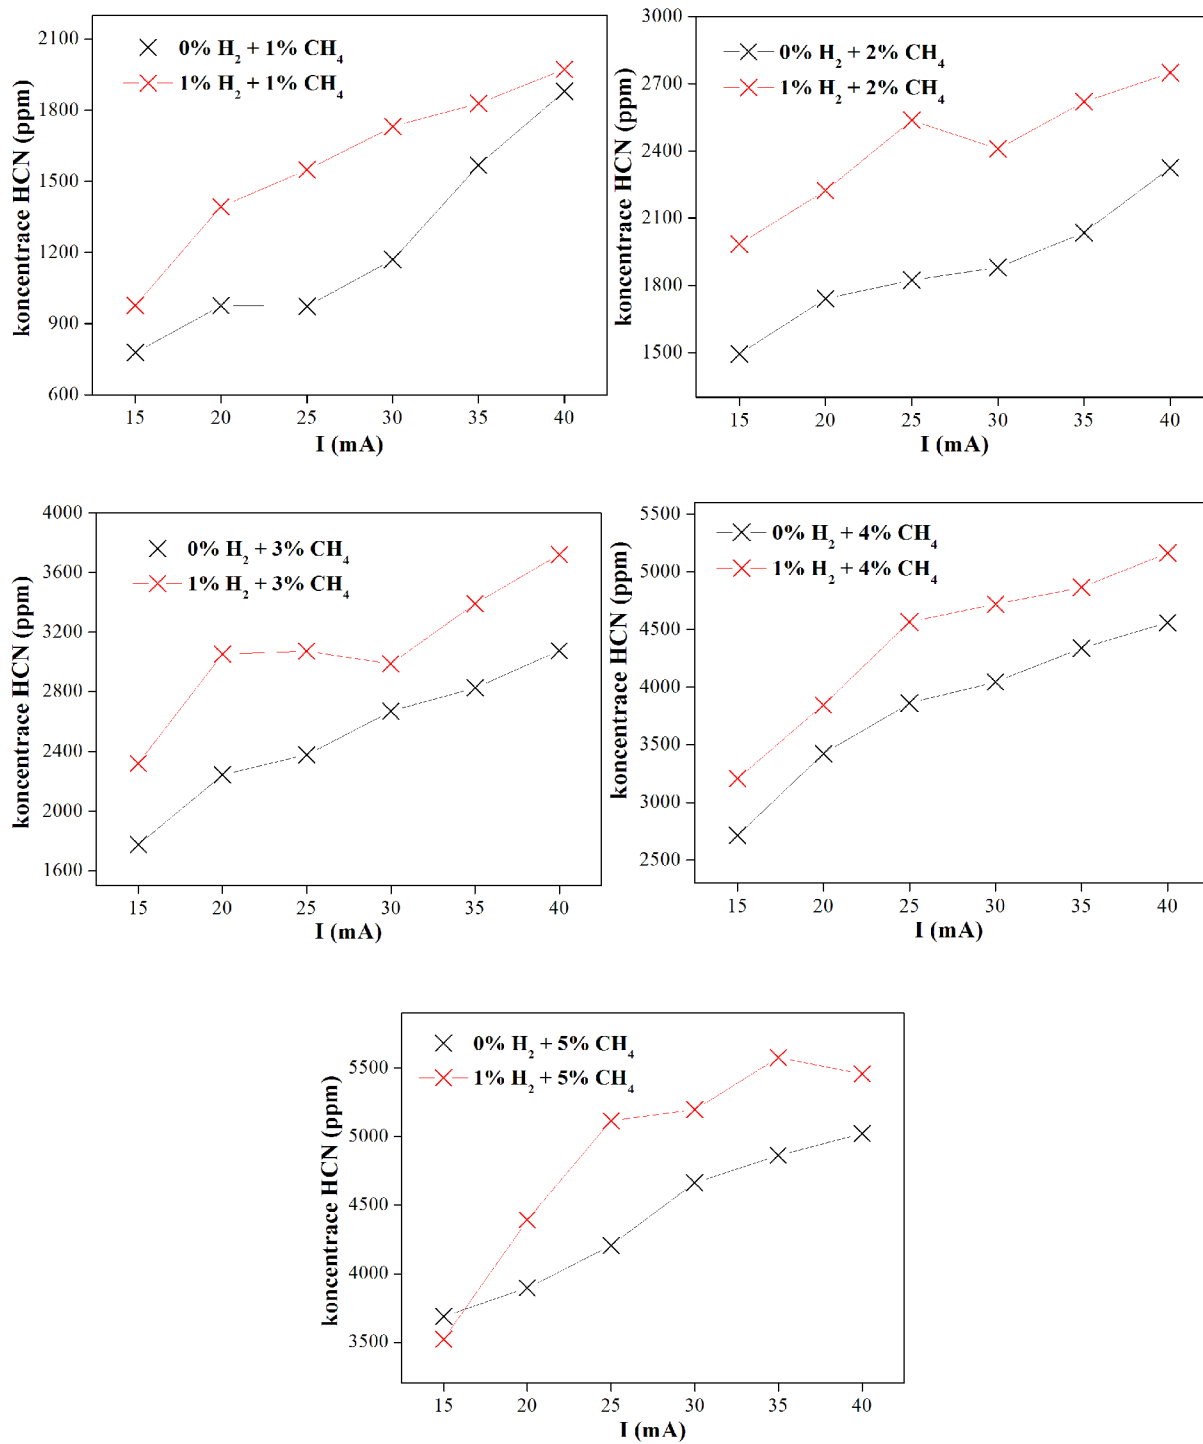 koncentrace HCN (ppm)
2100
1800
1500
1200
900
600
0% H₂ + 1% CH₄
1% H₂ + 1% CH₄
15 20 25 30 35 40
I (mA)
koncentrace HCN (ppm)
3000
2700
2400
2100
1800
1500
0% H₂ + 2% CH₄
1% H₂ + 2% CH₄
15 20 25 30 35 40
I (mA)
koncentrace HCN (ppm)
4000
3600
3200
2800
2400
2000
1600
0% H₂ + 3% CH₄
1% H₂ + 3% CH₄
15 20 25 30 35 40
I (mA)
koncentrace HCN (ppm)
5500
5000
4500
4000
3500
3000
2500
0% H₂ + 4% CH₄
1% H₂ + 4% CH₄
15 20 25 30 35 40
I (mA)
koncentrace HCN (ppm)
5500
5000
4500
4000
3500
0% H₂ + 5% CH₄
1% H₂ + 5% CH₄
15 20 25 30 35 40
I (mA)